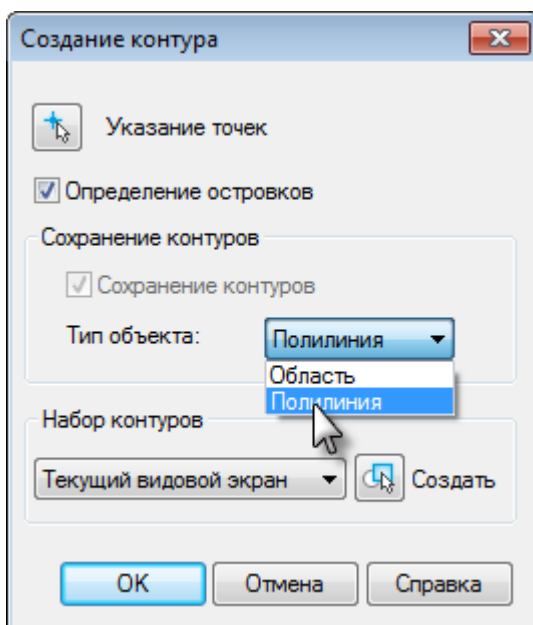 Создание контура
Указание точек
Определение островков
Сохранение контуров
Сохранение контуров
Тип объекта: Полилиния
Область
Полилиния
Набор контуров
Текущий видовой экран Создать
ОК Отмена Справка